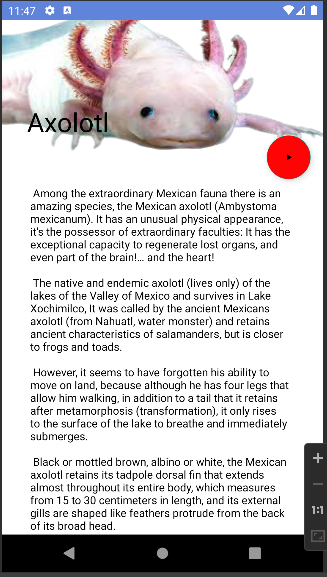 11:47
Axolotl
Among the extraordinary Mexican fauna there is an
amazing species, the Mexican axolotl (Ambystoma
mexicanum). It has an unusual physical appearance,
it's the possessor of extraordinary faculties: It has the
exceptional capacity to regenerate lost organs, and
even part of the brain!... and the heart!
The native and endemic axolotl (lives only) of the
lakes of the Valley of Mexico and survives in Lake
Xochimilco, It was called by the ancient Mexicans
axolotl (from Nahuatl, water monster) and retains
ancient characteristics of salamanders, but is closer
to frogs and toads.
However, it seems to have forgotten his ability to
move on land, because although he has four legs that
allow him walking, in addition to a tail that it retains
after metamorphosis (transformation), it only rises
to the surface of the lake to breathe and immediately
submerges.
Black or mottled brown, albino or white, the Mexican
axolotl retains its tadpole dorsal fin that extends
almost throughout its entire body, which measures
from 15 to 30 centimeters in length, and its external
gills are shaped like feathers protrude from the back
of its broad head.
1:1